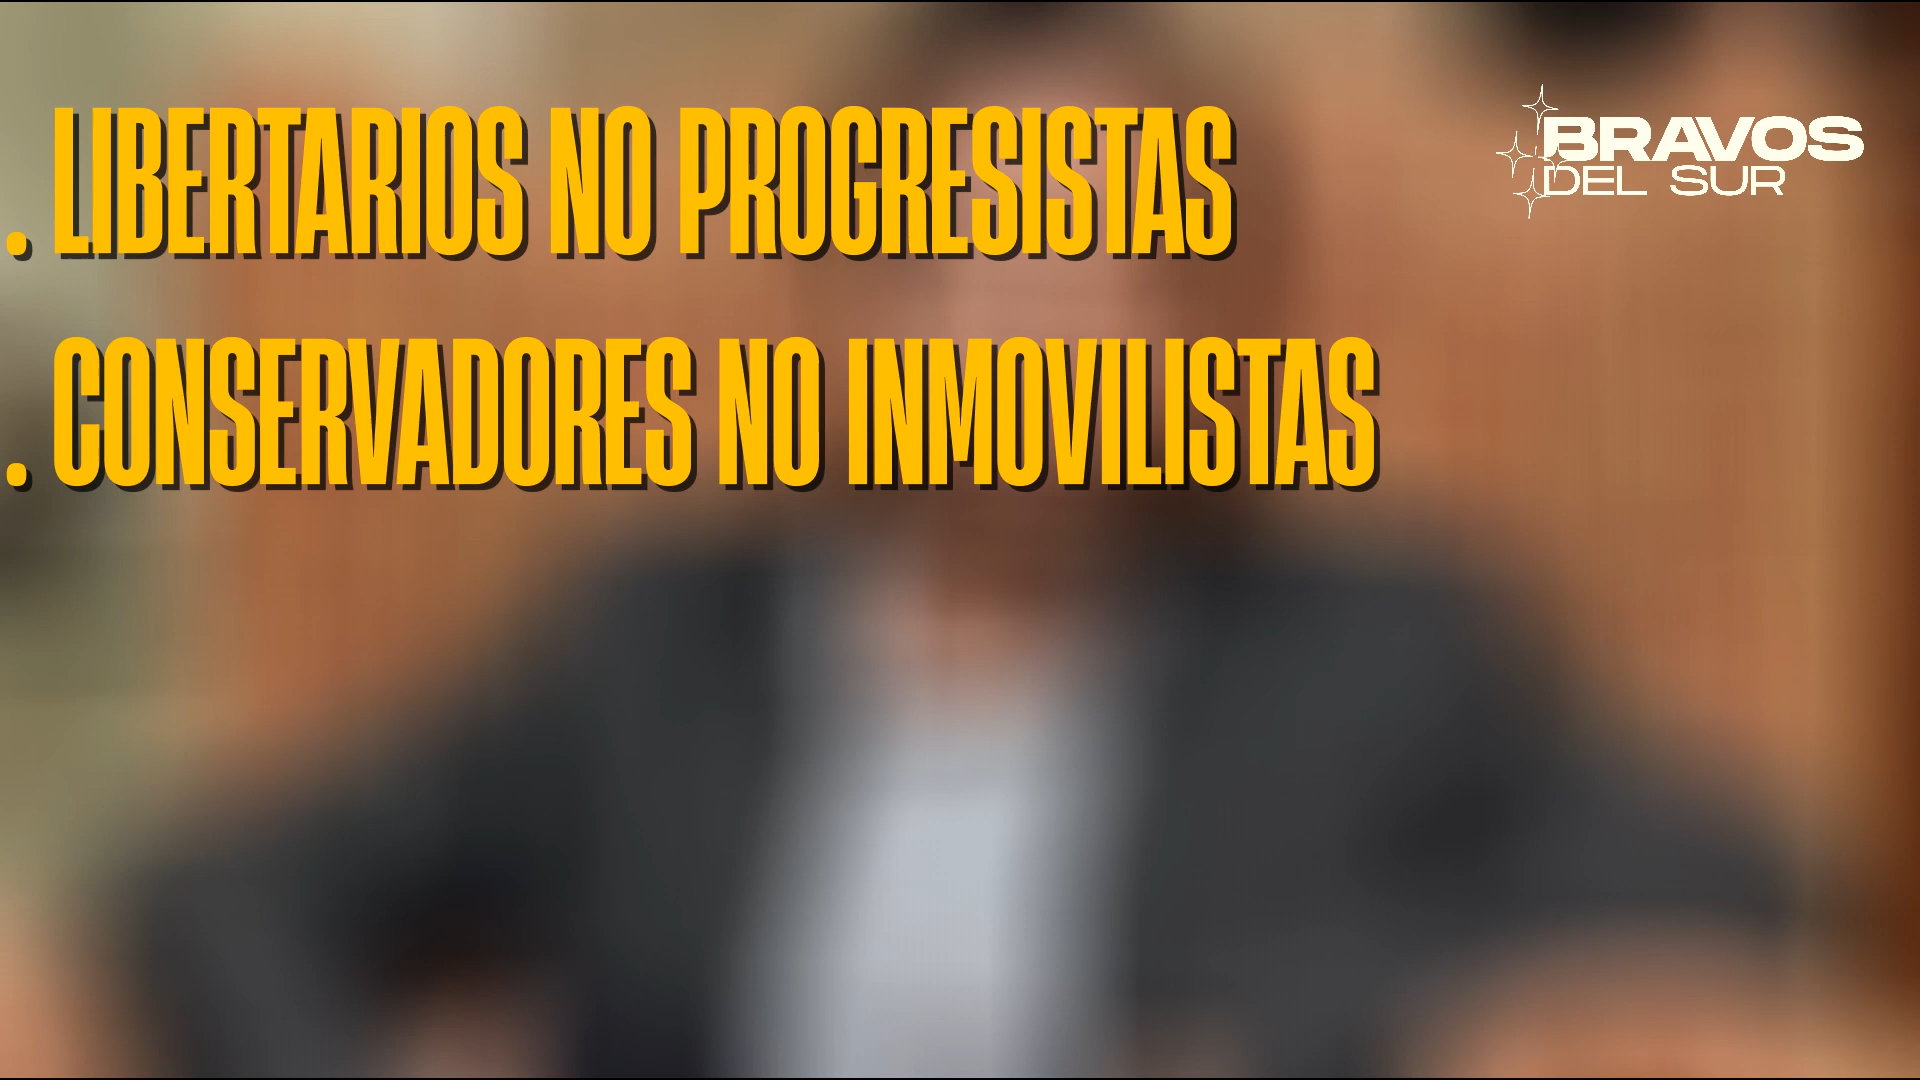 . LIBERTARIOS NO PROGRESISTAS
. CONSERVADORES NO INMOVILISTAS
BRAVOS
DEL SUR